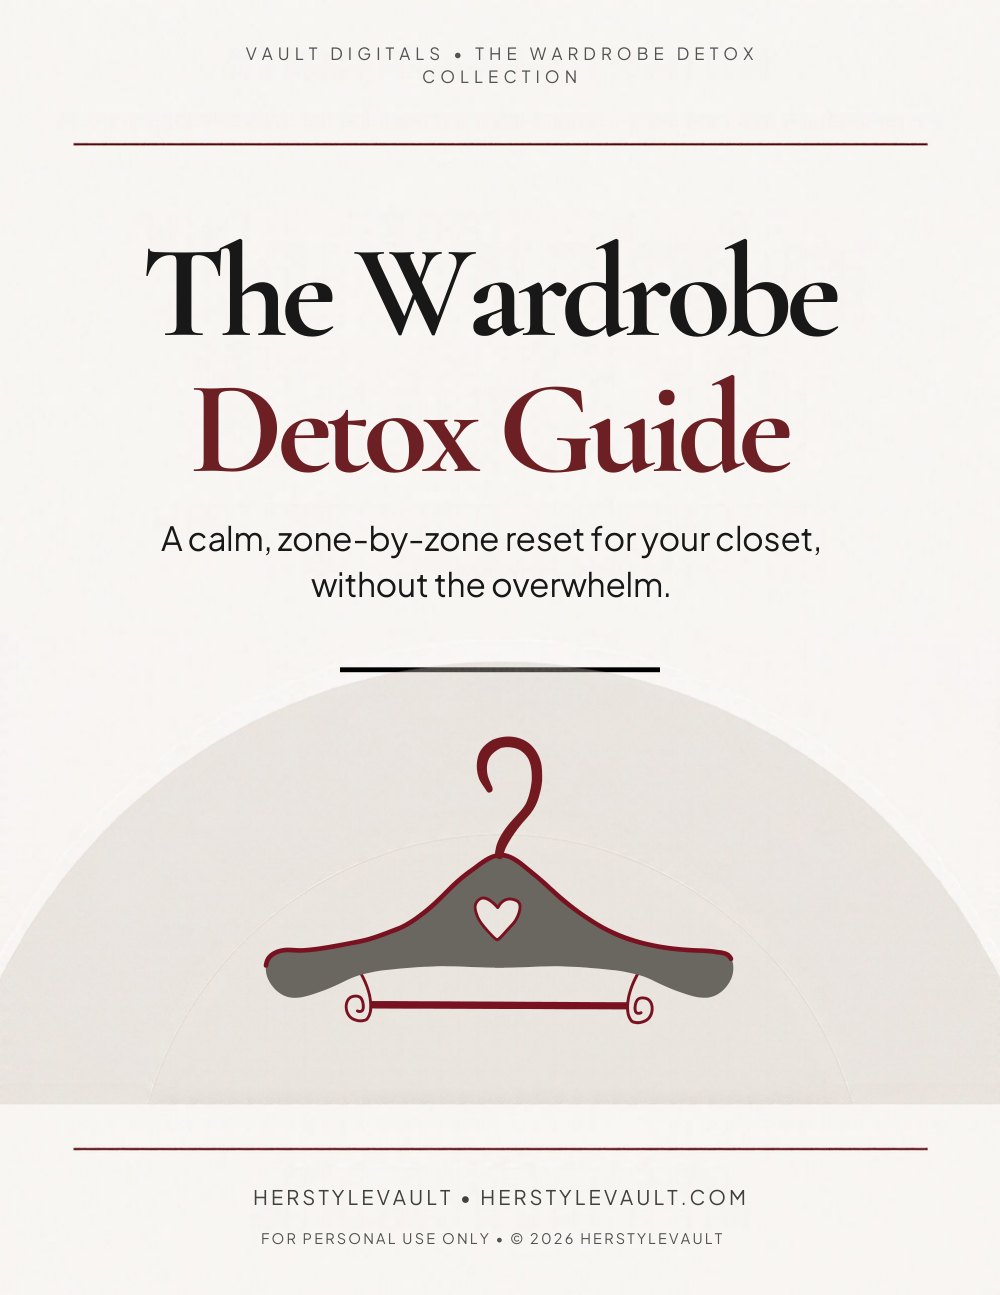 VAULT DIGITALS • THE WARDROBE DETOX
COLLECTION
The Wardrobe
Detox Guide
A calm, zone-by-zone reset for your closet,
without the overwhelm.
HERSTYLEVAULT • HERSTYLEVAULT.COM
FOR PERSONAL USE ONLY • © 2026 HERSTYLEVAULT